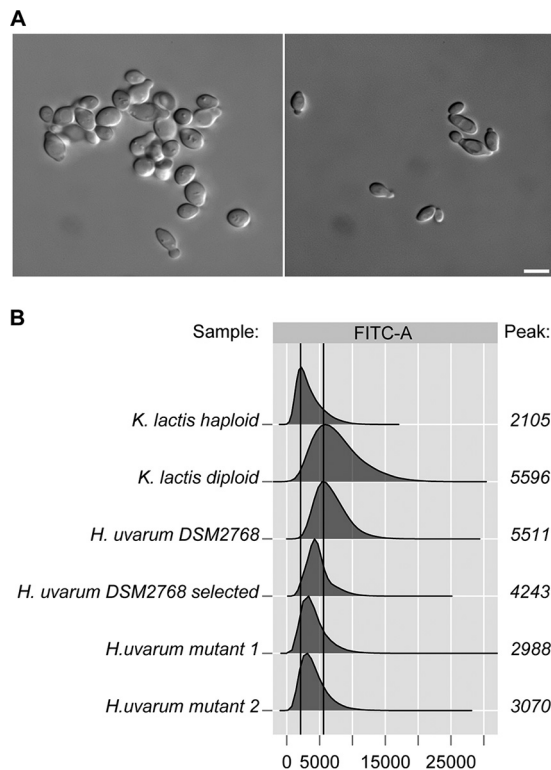 A
B
Sample: FITC-A Peak:
K. lactis haploid 2105
K. lactis diploid 5596
H. uvarum DSM2768 5511
H. uvarum DSM2768 selected 4243
H.uvarum mutant 1 2988
H.uvarum mutant 2 3070
0 5000 15000 25000